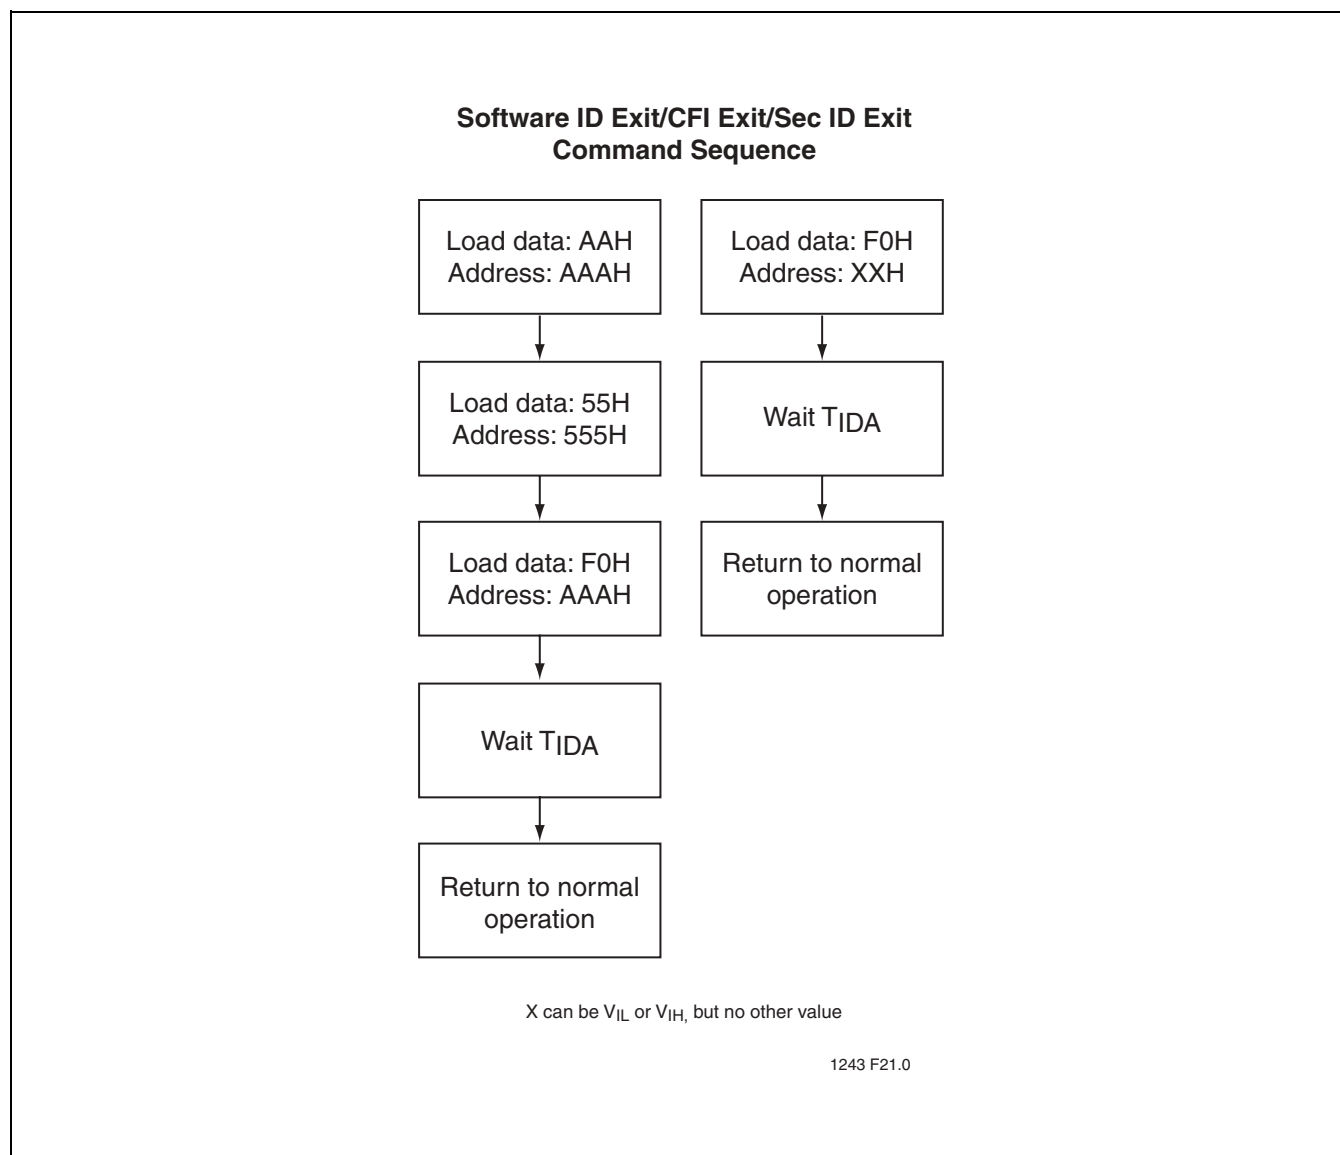 Software ID Exit/CFI Exit/Sec ID Exit
Command Sequence
Load data: AAH
Address: AAAH
Load data: 55H
Address: 555H
Load data: F0H
Address: AAAH
Wait TIDA
Return to normal
operation
Load data: F0H
Address: XXH
Wait TIDA
Return to normal
operation
X can be VIL or VIH, but no other value
1243 F21.0